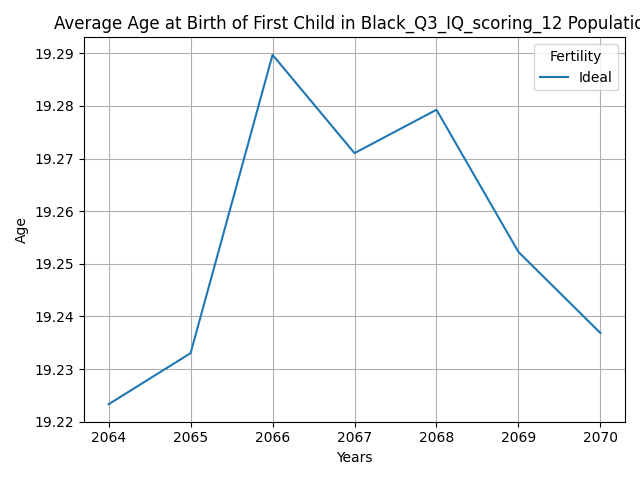 Average Age at Birth of First Child in Black_Q3_IQ_scoring_12 Populatio
19.29
19.28
19.27
19.26
19.25
19.24
19.23
19.22
Age
Fertility
Ideal
2064 2065 2066 2067 2068 2069 2070
Years